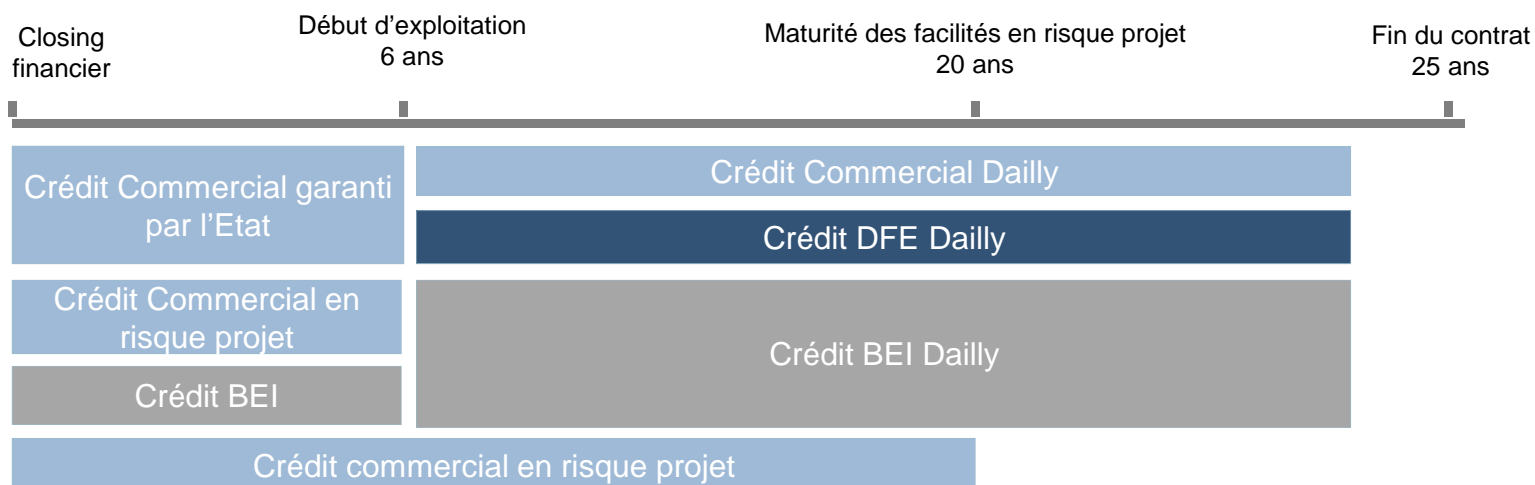 Closing
financier
Début d'exploitation
6 ans
Maturité des facilités en risque projet
20 ans
Fin du contrat
25 ans
Crédit Commercial garanti
par l'Etat
Crédit Commercial Dailly
Crédit DFE Dailly
Crédit Commercial en
risque projet
Crédit BEI Dailly
Crédit BEI
Crédit commercial en risque projet